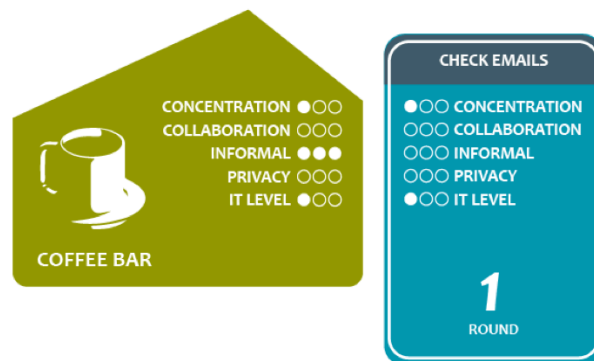 CONCENTRATION
COLLABORATION
INFORMAL
PRIVACY
IT LEVEL
COFFEE BAR
CHECK EMAILS
CONCENTRATION
COLLABORATION
INFORMAL
PRIVACY
IT LEVEL
1
ROUND